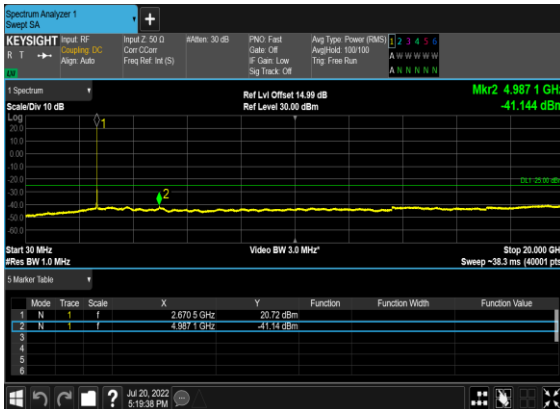 Spectrum Analyzer 1
Swept SA
+
KEYSIGHT
R T
LW
Input: RF
Coupling: DC
Align: Auto
Input Z: 50 Ω
Corr CCorr
Freq Ref: Int (S)
#Atten: 30 dB
PNO: Fast
Gate: Off
IF Gain: Low
Sig Track: Off
Avg Type: Power (RMS)
Avg|Hold: 100/100
Trig: Free Run
1 2 3 4 5 6
A W W W W W
A N N N N N
1 Spectrum
Scale/Div 10 dB
Ref Lvl Offset 14.99 dB
Ref Level 30.00 dBm
Mkr2 4.987 1 GHz
-41.144 dBm
Log
20.0
10.0
0.00
-10.0
-20.0
-30.0
-40.0
-50.0
-60.0
1
2
DL1 -25.00 dBm
Start 30 MHz
#Res BW 1.0 MHz
Video BW 3.0 MHz*
Stop 20.000 GHz
Sweep ~38.3 ms (40001 pts)
5 Marker Table
Mode Trace Scale X Y Function Function Width Function Value
1 N 1 f 2.670 5 GHz 20.72 dBm
2 N 1 f 4.987 1 GHz -41.14 dBm
3
4
5
6
?
Jul 20, 2022
5:19:38 PM